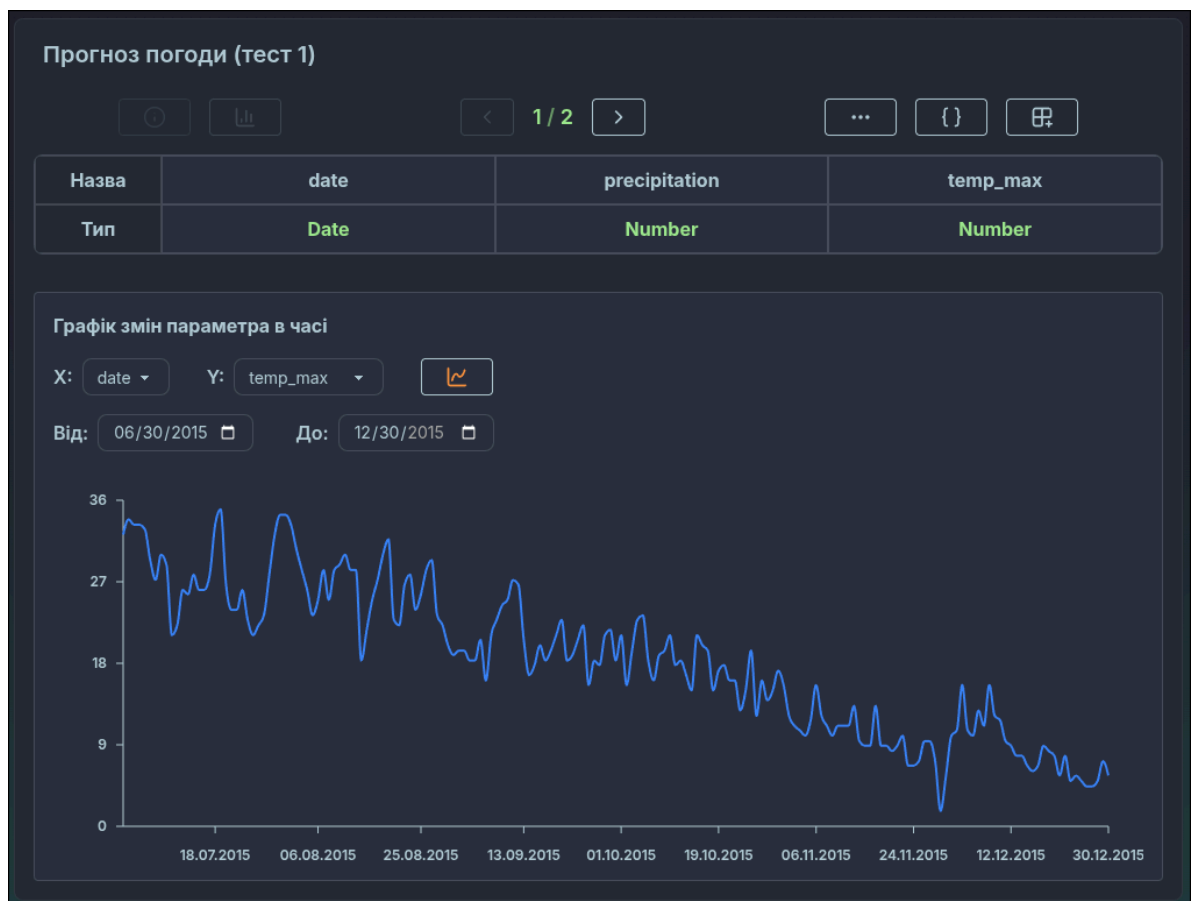 Прогноз погоди (тест 1)
1 / 2
... { }
Назва date precipitation temp_max
Тип Date Number Number
Графік змін параметра в часі
X: date Y: temp_max
Від: 06/30/2015 До: 12/30/2015
36
27
18
9
0
18.07.2015 06.08.2015 25.08.2015 13.09.2015 01.10.2015 19.10.2015 06.11.2015 24.11.2015 12.12.2015 30.12.2015